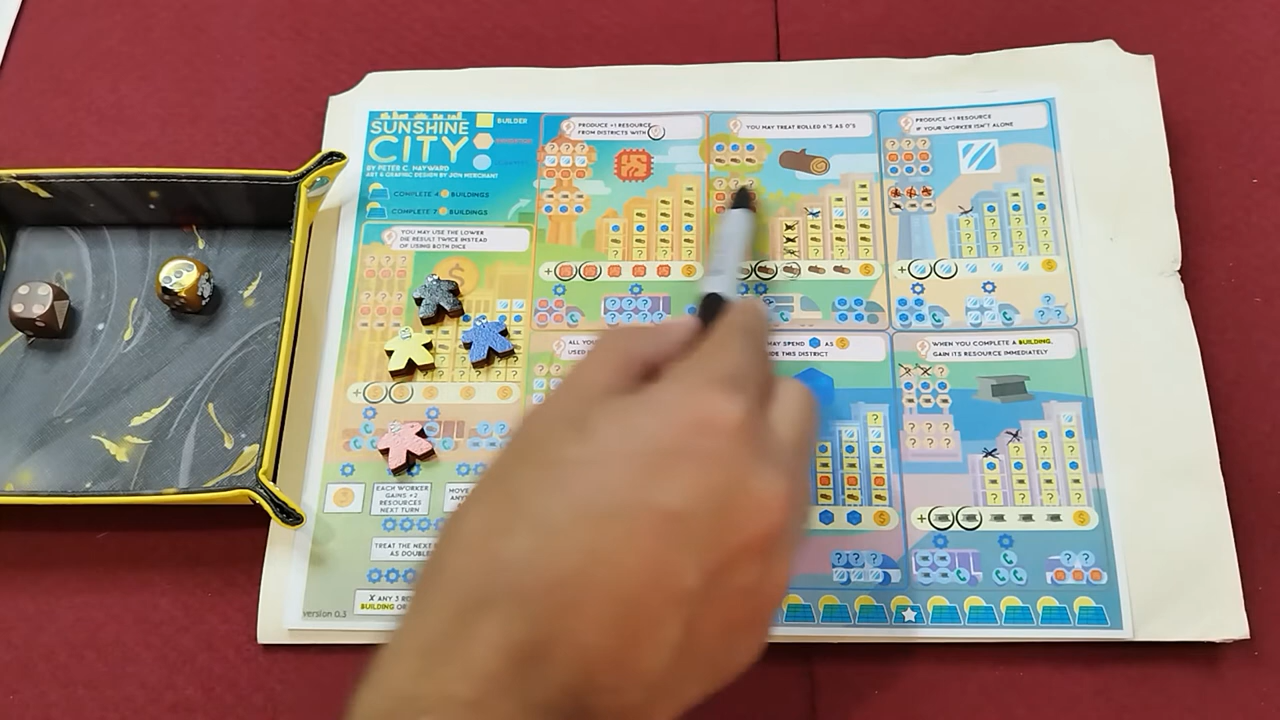 SUNSHINE
CITY
BY PETER C. HAYWARD
ART & GRAPHIC DESIGN BY JON MERCHANT
BUILDER
COMPLETE 4 BUILDINGS
COMPLETE 7 BUILDINGS
PRODUCE +1 RESOURCE
FROM DISTRICTS WITH
YOU MAY TREAT ROLLED 6'S AS 0'S
PRODUCE +1 RESOURCE
IF YOUR WORKER ISN'T ALONE
YOU MAY USE THE LOWER
DIE RESULT TWICE INSTEAD
OF USING BOTH DICE
ALL
USED
MAY SPEND AS
THIS DISTRICT
WHEN YOU COMPLETE A BUILDING,
GAIN ITS RESOURCE IMMEDIATELY
EACH WORKER
GAINS +2
RESOURCES
NEXT TURN
MOVE
TREAT THE NEXT
AS DOUBLE
X ANY 3
BUILDING OR
version 0.3